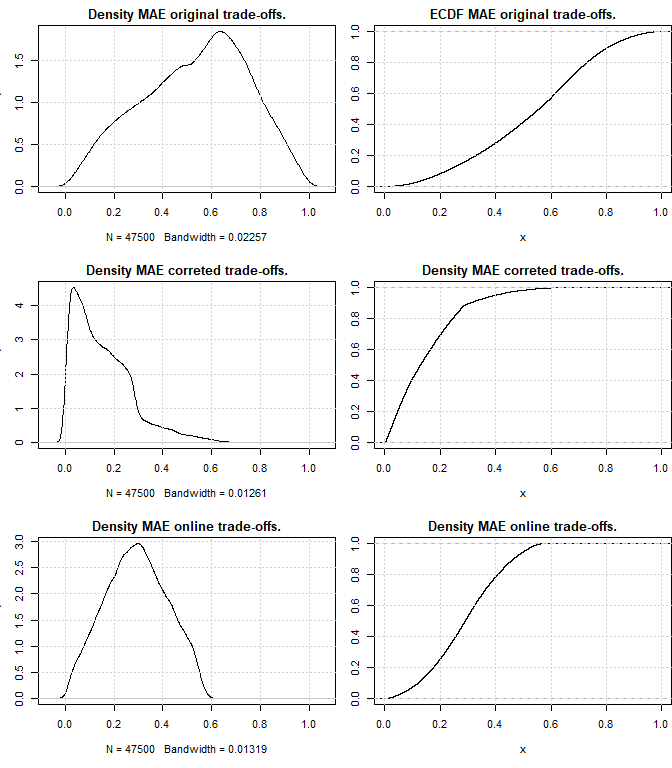 Density MAE original trade-offs.
0.0 0.5 1.0 1.5
0.0 0.2 0.4 0.6 0.8 1.0
N = 47500 Bandwidth = 0.02257
ECDF MAE original trade-offs.
0.0 0.2 0.4 0.6 0.8 1.0
0.0 0.2 0.4 0.6 0.8 1.0
x
Density MAE correted trade-offs.
0 1 2 3 4
0.0 0.2 0.4 0.6 0.8 1.0
N = 47500 Bandwidth = 0.01261
Density MAE correted trade-offs.
0.0 0.2 0.4 0.6 0.8 1.0
0.0 0.2 0.4 0.6 0.8 1.0
x
Density MAE online trade-offs.
0.0 0.5 1.0 1.5 2.0 2.5 3.0
0.0 0.2 0.4 0.6 0.8 1.0
N = 47500 Bandwidth = 0.01319
Density MAE online trade-offs.
0.0 0.2 0.4 0.6 0.8 1.0
0.0 0.2 0.4 0.6 0.8 1.0
x